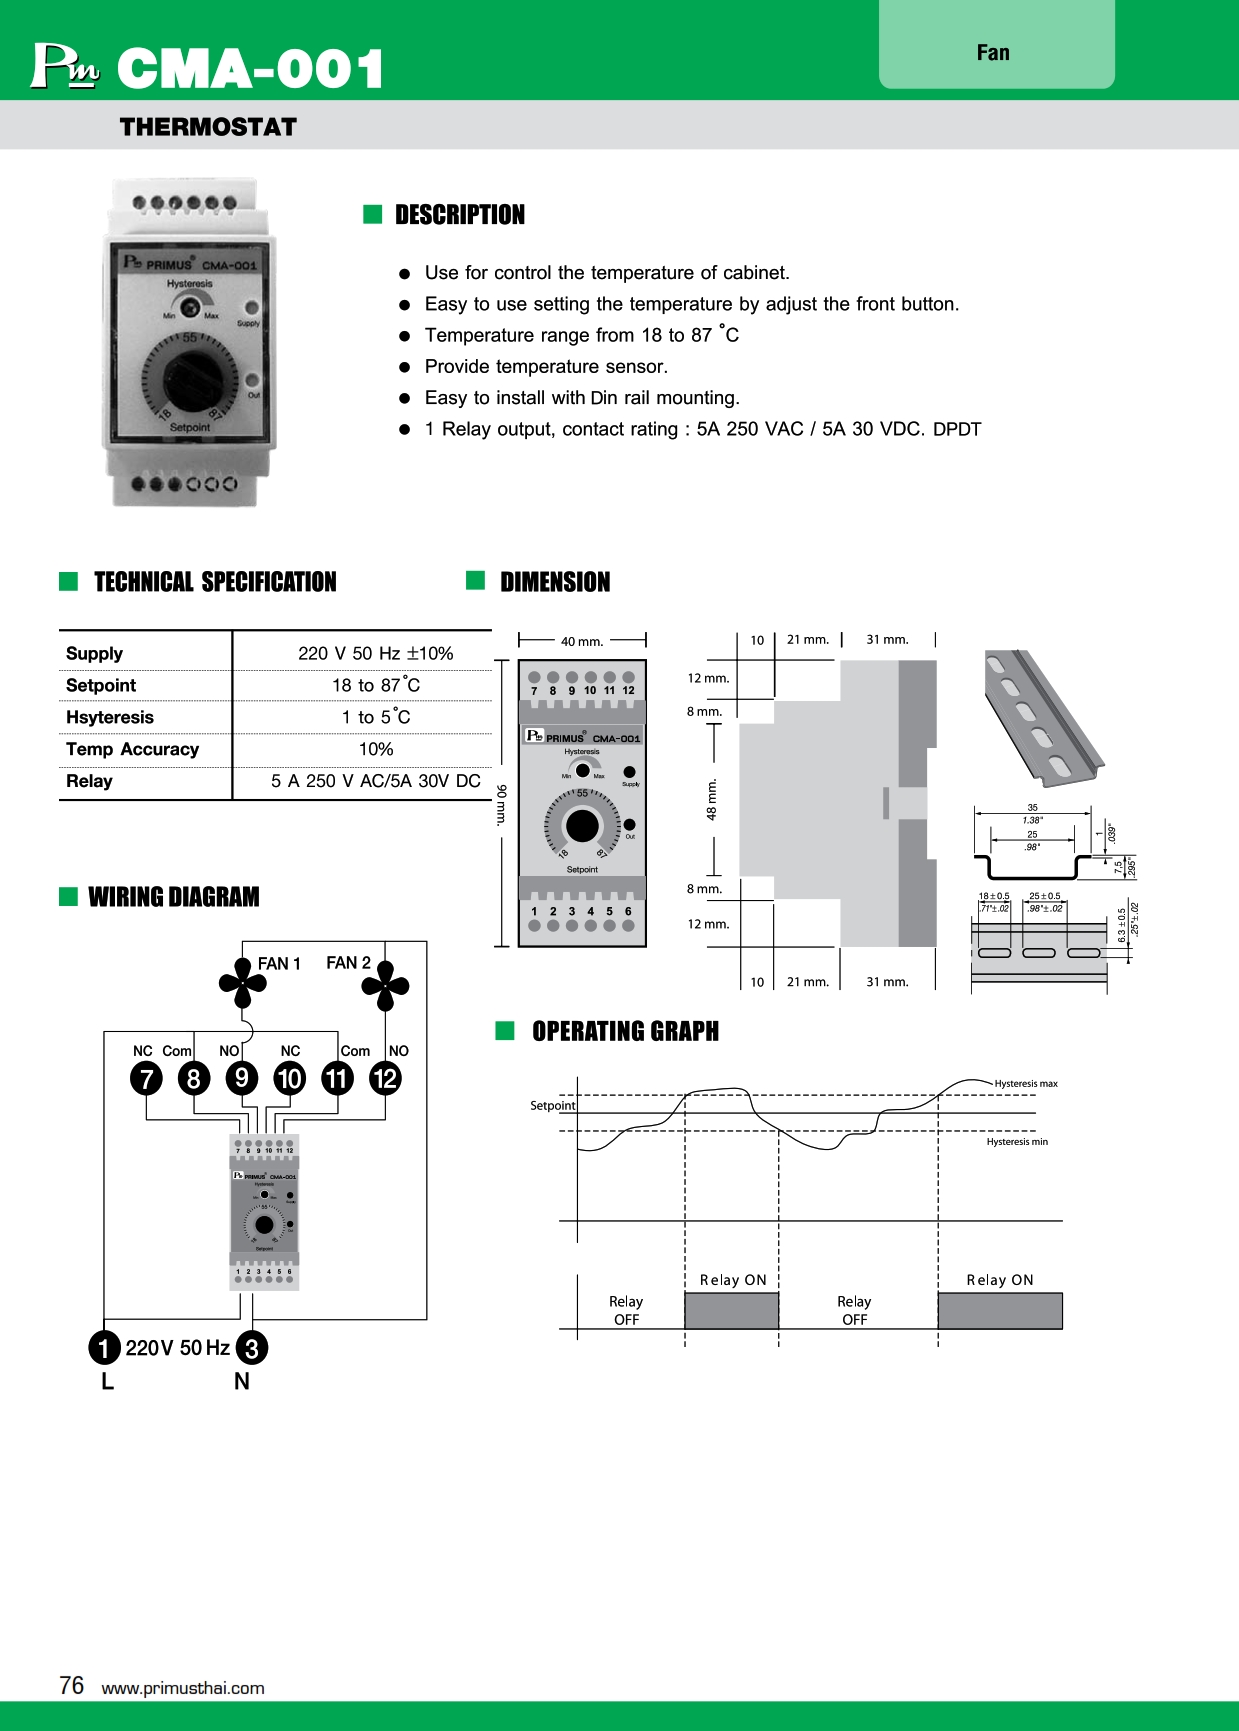 Pm CMA-001
Fan
THERMOSTAT
Pm PRIMUS® CMA-001
Hysteresis
Min Max
Supply
55
Out
18 87
Setpoint
DESCRIPTION
● Use for control the temperature of cabinet.
● Easy to use setting the temperature by adjust the front button.
● Temperature range from 18 to 87 ˚C
● Provide temperature sensor.
● Easy to install with Din rail mounting.
● 1 Relay output, contact rating : 5A 250 VAC / 5A 30 VDC. DPDT
TECHNICAL SPECIFICATION
Supply 220 V 50 Hz ±10%
Setpoint 18 to 87˚C
Hsyteresis 1 to 5˚C
Temp Accuracy 10%
Relay 5 A 250 V AC/5A 30V DC
DIMENSION
40 mm.
90 mm.
7 8 9 10 11 12
Pm PRIMUS® CMA-001
Hysteresis
Min Max
Supply
55
Out
18 87
Setpoint
1 2 3 4 5 6
10 21 mm. 31 mm.
12 mm.
8 mm.
48 mm.
8 mm.
12 mm.
10 21 mm. 31 mm.
35
1.38"
25
.98"
1
.039"
7.5
.295"
18±0.5 25±0.5
.71"±.02 .98"±.02
6.3±0.5
.25"±.02
WIRING DIAGRAM
FAN 1 FAN 2
NC Com NO NC Com NO
7 8 9 10 11 12
7 8 9 10 11 12
Pm PRIMUS® CMA-001
Hysteresis
55
Setpoint
1 2 3 4 5 6
1 220V 50Hz 3
L N
OPERATING GRAPH
Hysteresis max
Setpoint
Hysteresis min
Relay ON Relay ON
Relay Relay
OFF OFF
76 www.primusthai.com